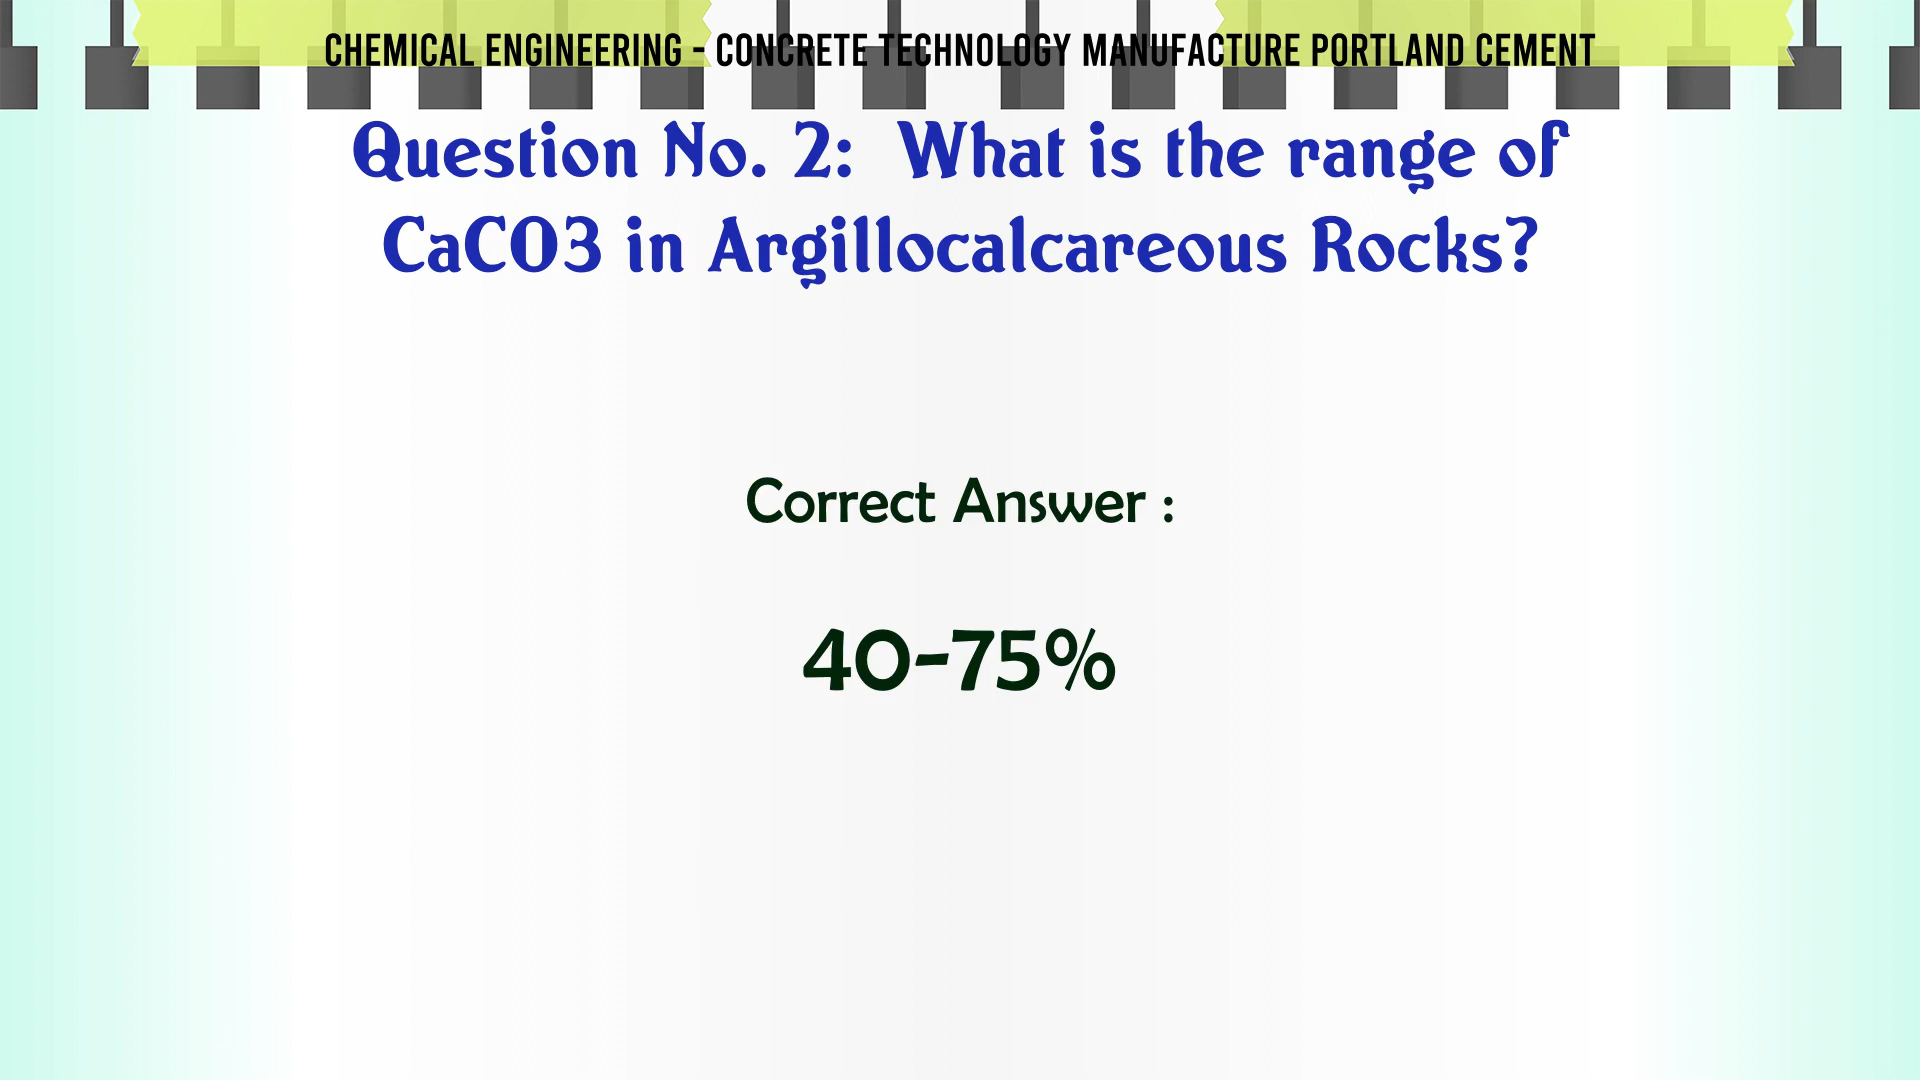 CHEMICAL ENGINEERING - CONCRETE TECHNOLOGY MANUFACTURE PORTLAND CEMENT
Question No. 2:  What is the range of
CaCO3 in Argillocalcareous Rocks?
Correct Answer :
40-75%